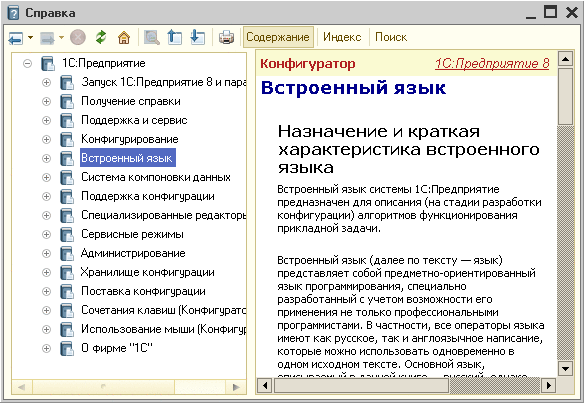 Справка
Содержание Индекс Поиск
1С:Предприятие
Запуск 1С:Предприятие 8 и пара
Получение справки
Поддержка и сервис
Конфигурирование
Встроенный язык
Система компоновки данных
Поддержка конфигурации
Специализированные редакторы
Сервисные режимы
Администрирование
Хранилище конфигурации
Поставка конфигурации
Сочетания клавиш (Конфигурато
Использование мыши (Конфигур
О фирме "1С"
Конфигуратор 1С:Предприятие 8
Встроенный язык
Назначение и краткая
характеристика встроенного
языка
Встроенный язык системы 1С:Предприятие
предназначен для описания (на стадии разработки
конфигурации) алгоритмов функционирования
прикладной задачи.
Встроенный язык (далее по тексту — язык)
представляет собой предметно-ориентированный
язык программирования, специально
разработанный с учетом возможности его
применения не только профессиональными
программистами. В частности, все операторы языка
имеют как русское, так и англоязычное написание,
которые можно использовать одновременно в
одном исходном тексте. Основной язык,
описываемый в данной книге — русский, однако